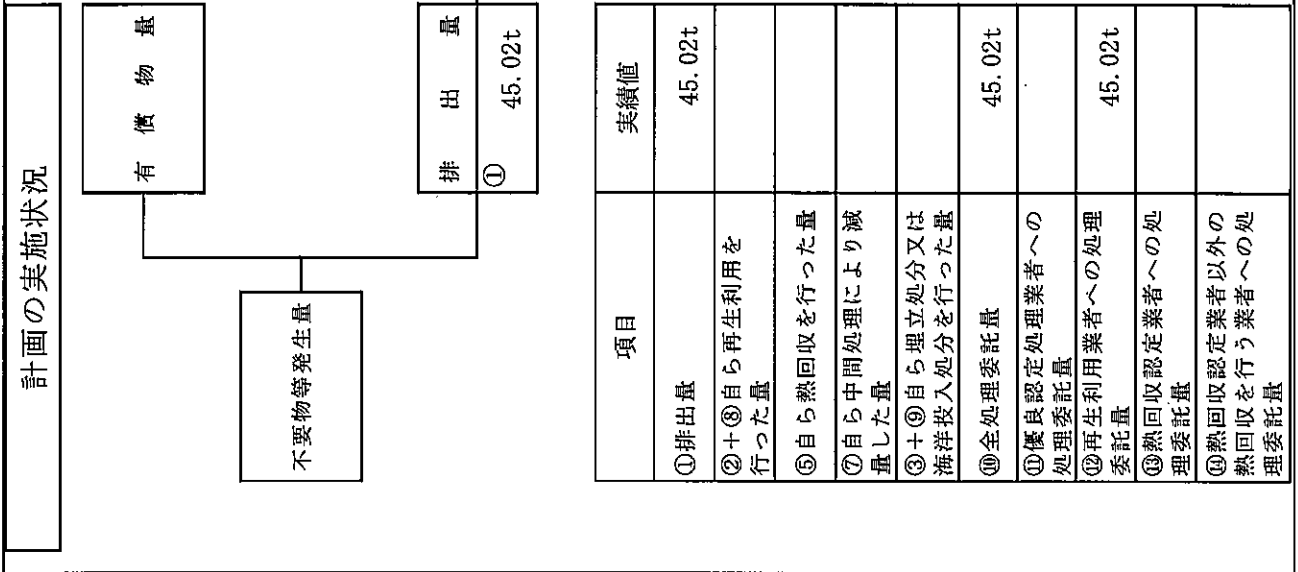 計画の実施状況
有償物量
不要物等発生量
排出量
①
45.02t
項目
実績値
①排出量
45.02t
②＋⑧自ら再生利用を
行った量
⑤自ら熱回収を行った量
⑦自ら中間処理により減
量した量
③＋⑨自ら埋立処分又は
海洋投入処分を行った量
⑩全処理委託量
45.02t
⑪優良認定処理業者への
処理委託量
⑫再生利用業者への処理
委託量
45.02t
⑬熱回収認定業者への処
理委託量
⑭熱回収認定業者以外の
熱回収を行う業者への処
理委託量